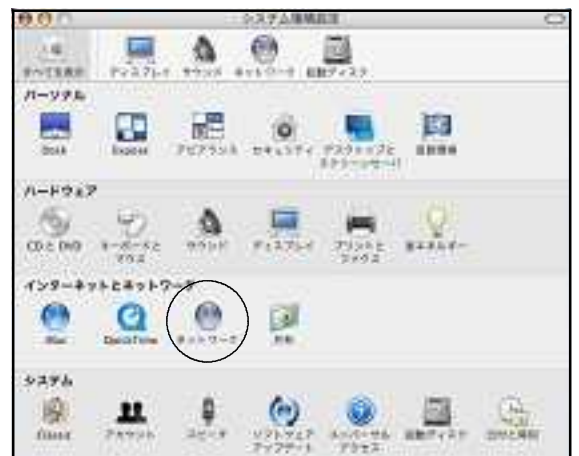 システム環境設定
すべてを表示 ディスプレイ サウンド ネットワーク 起動ディスク
パーソナル
Dock Exposé アピアランス セキュリティ デスクトップと スクリーンセーバ 言語環境
ハードウェア
CD と DVD キーボードと マウス サウンド ディスプレイ プリントと ファクス 省エネルギー
インターネットとネットワーク
.Mac QuickTime ネットワーク 共有
システム
Classic アカウント スピーチ ソフトウェア アップデート ユニバーサル アクセス 起動ディスク 日付と時刻